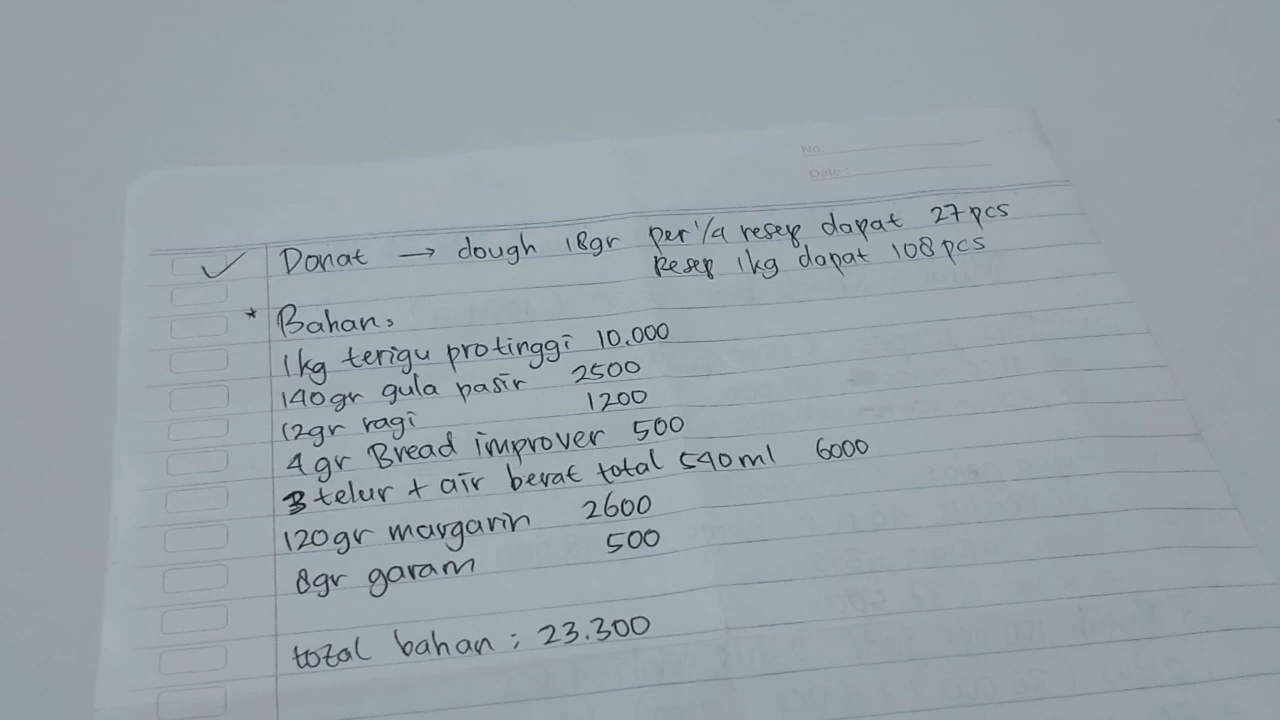 No.
Date:
Donat → dough 18gr per 1/4 resep dapat 27 pcs
Resep 1kg dapat 108 pcs
* Bahan:
1kg terigu protinggi 10.000
140gr gula pasir 2500
12gr ragi 1200
4gr Bread improver 500
3 telur + air berat total 540ml 6000
120gr margarin 2600
8gr garam 500
total bahan : 23.300